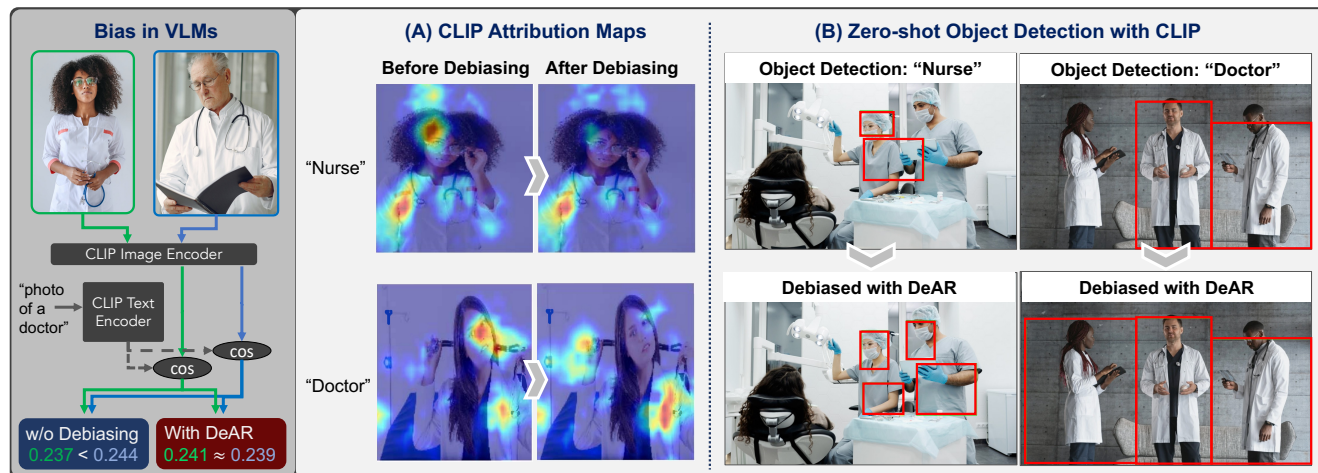 Bias in VLMs
CLIP Image Encoder
“photo
of a
doctor”
CLIP Text
Encoder
cos
cos
w/o Debiasing
0.237 < 0.244
With DeAR
0.241 ≈ 0.239
(A) CLIP Attribution Maps
Before Debiasing
After Debiasing
“Nurse”
“Doctor”
(B) Zero-shot Object Detection with CLIP
Object Detection: “Nurse”
Object Detection: “Doctor”
Debiased with DeAR
Debiased with DeAR